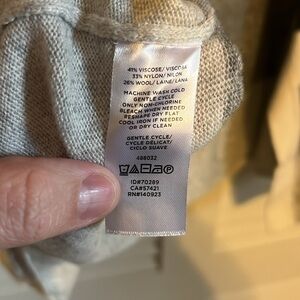 41% VISCOSE/ VISCOSA
33% NYLON/ NILON
26% WOOL/ LAINE/ LANA
MACHINE WASH COLD
GENTLE CYCLE
ONLY NON-CHLORINE
BLEACH WHEN NEEDED
RESHAPE DRY FLAT
COOL IRON IF NEEDED
OR DRY CLEAN
GENTLE CYCLE/
CYCLE DÉLICAT/
CICLO SUAVE
488032
ID#70289
CA#57421
RN#140923